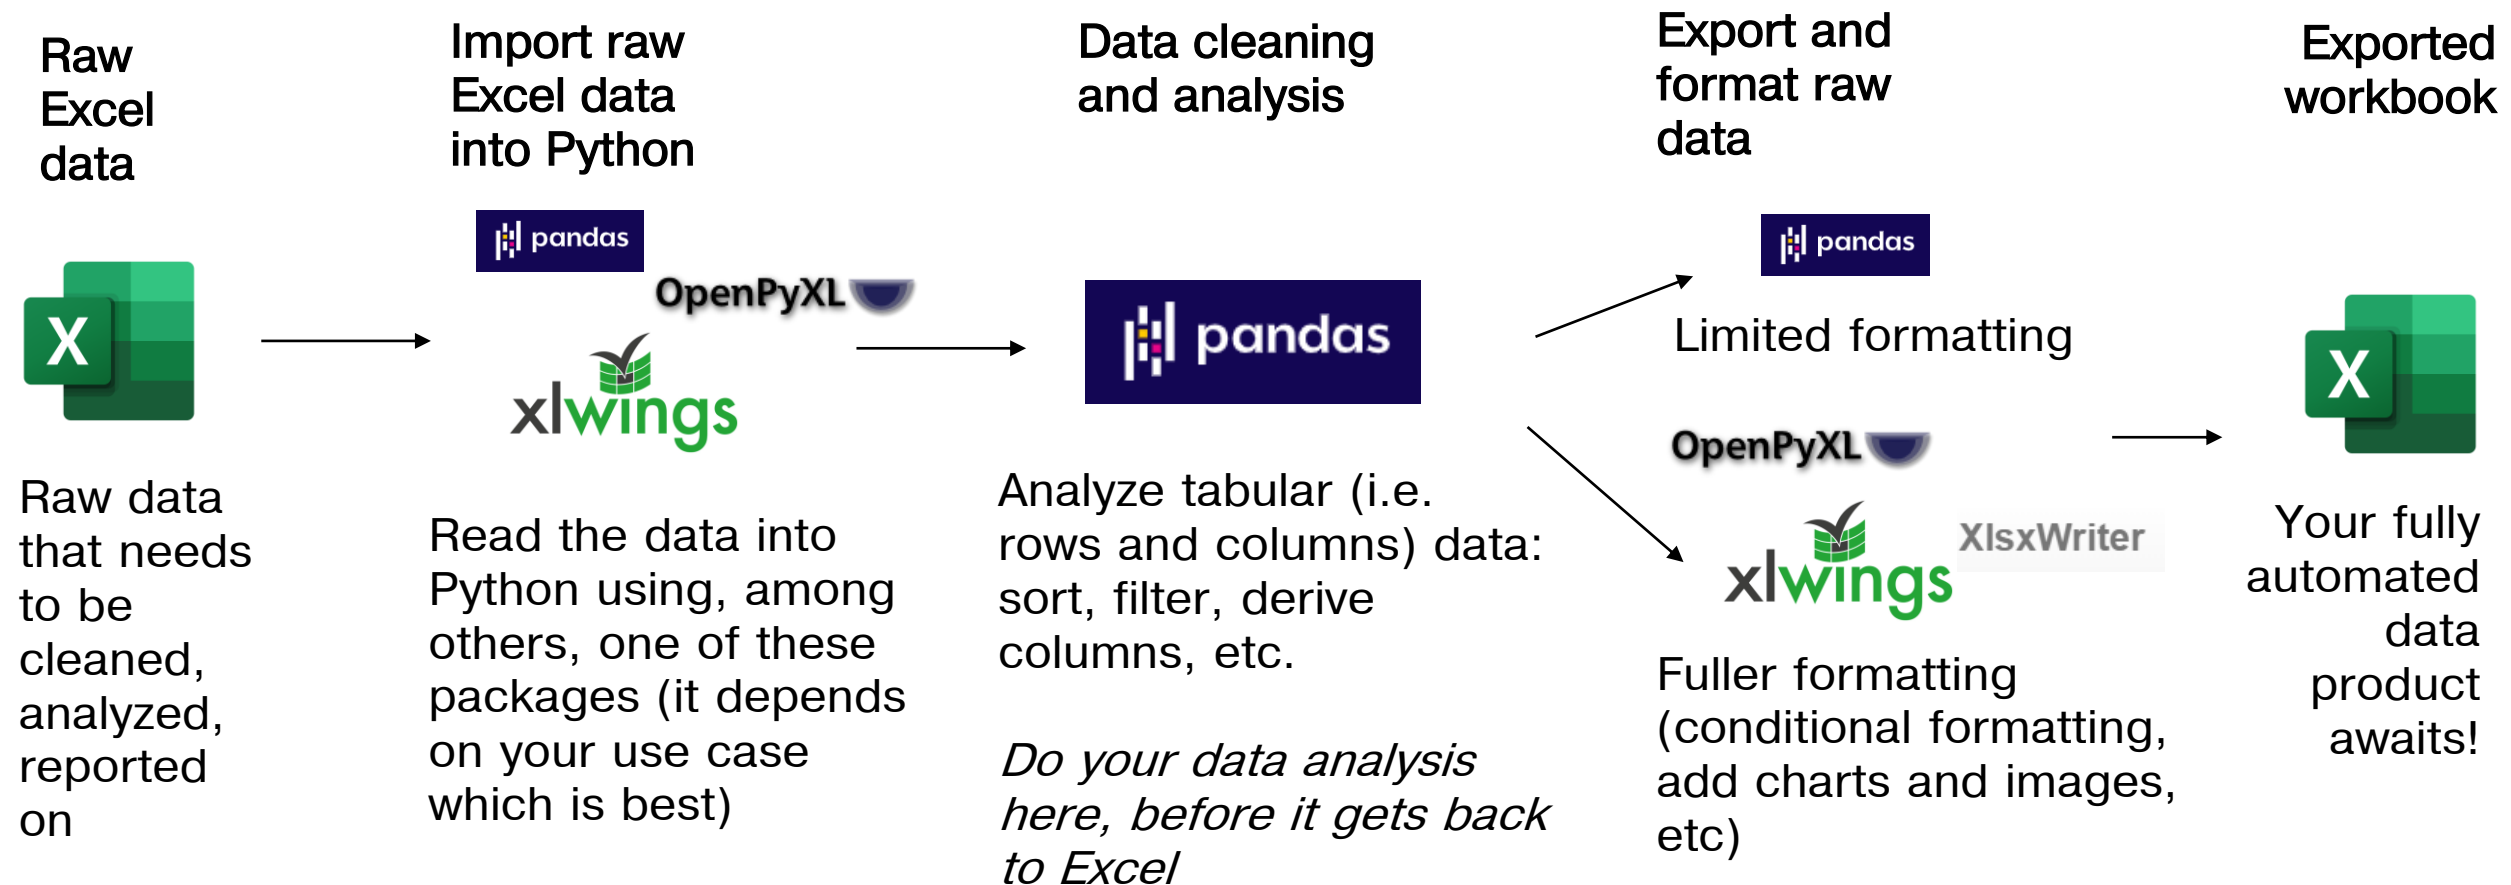 Raw
Excel
data
X
Raw data
that needs
to be
cleaned,
analyzed,
reported
on
Import raw
Excel data
into Python
pandas
OpenPyXL
xlwings
Read the data into
Python using, among
others, one of these
packages (it depends
on your use case
which is best)
Data cleaning
and analysis
pandas
Analyze tabular (i.e.
rows and columns) data:
sort, filter, derive
columns, etc.
Do your data analysis
here, before it gets back
to Excel
Export and
format raw
data
pandas
Limited formatting
OpenPyXL
xlwings
XlsxWriter
Fuller formatting
(conditional formatting,
add charts and images,
etc)
Exported
workbook
X
Your fully
automated
data
product
awaits!